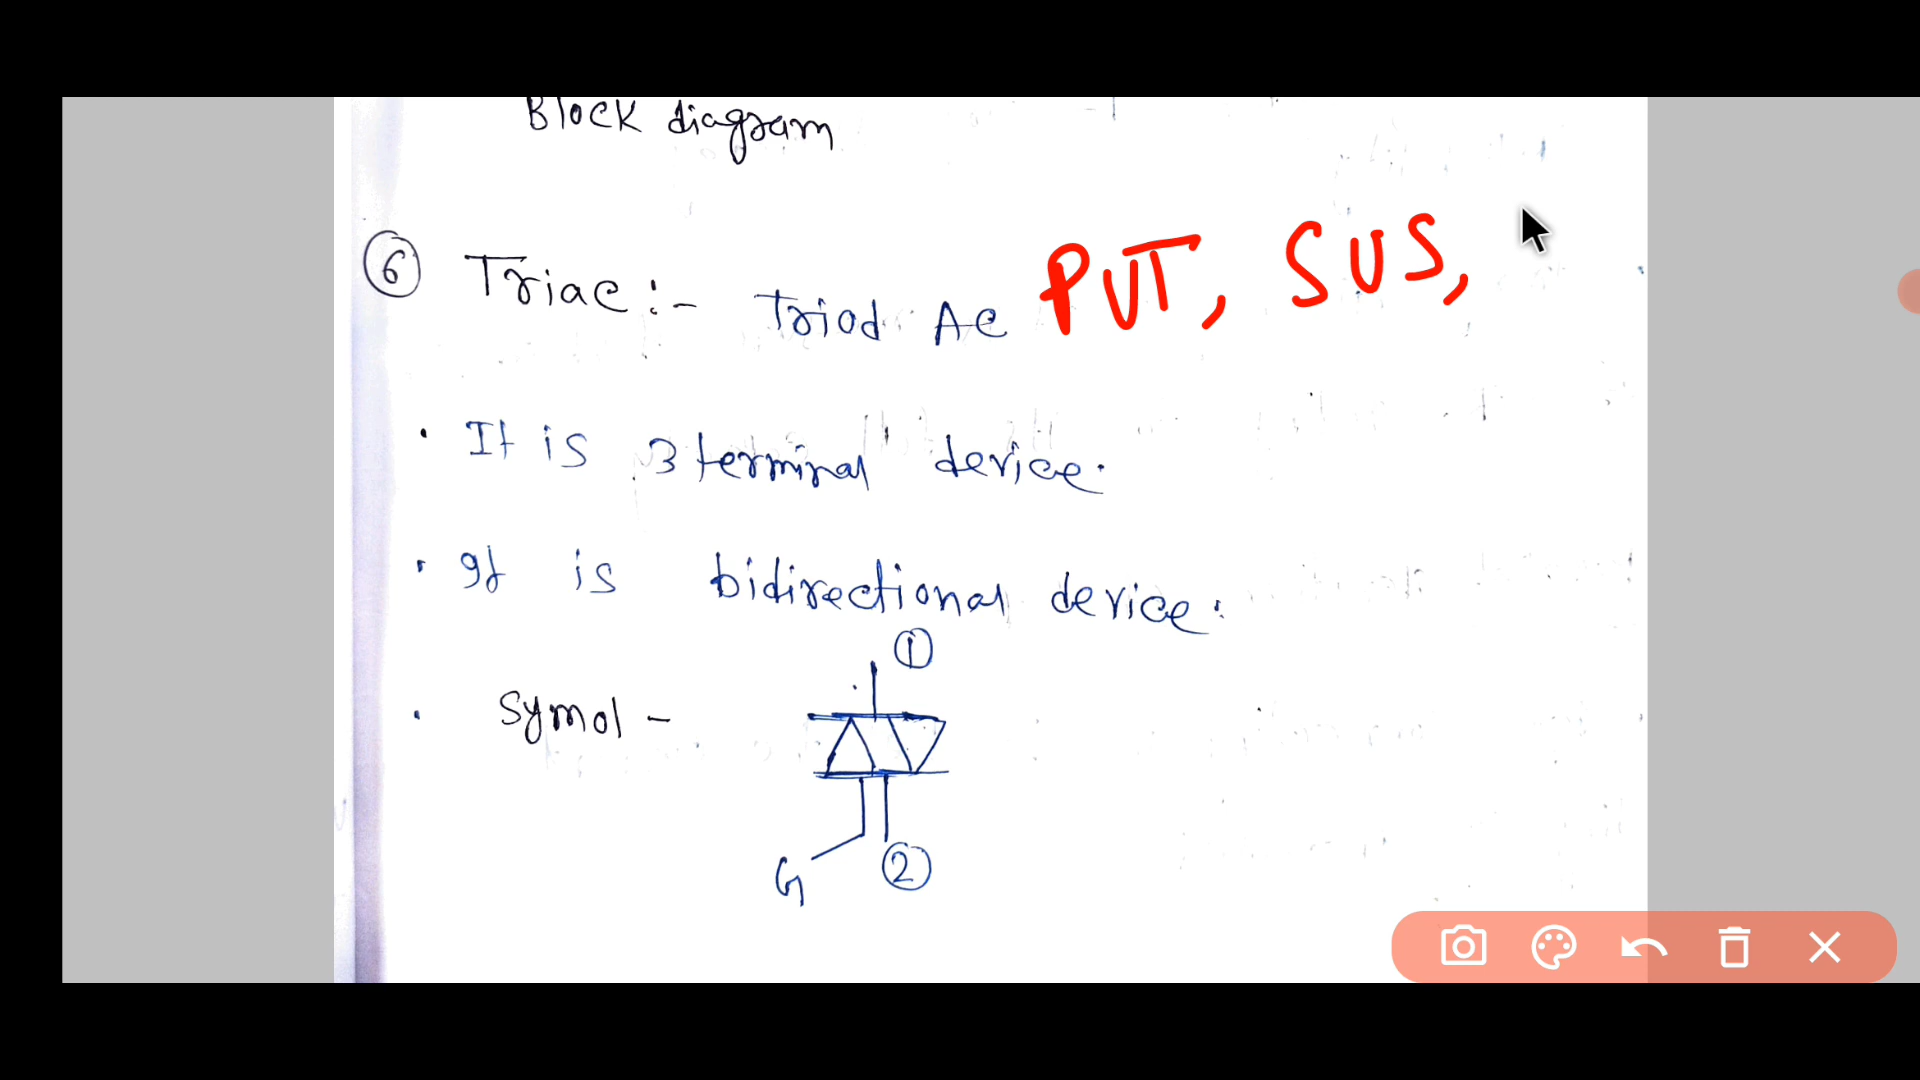 Block diagram
⑥ Triac :- Triod AC PUT, SUS,
· It is 3 terminal device.
· It is bidirectional device.
①
· Symol -
G ②